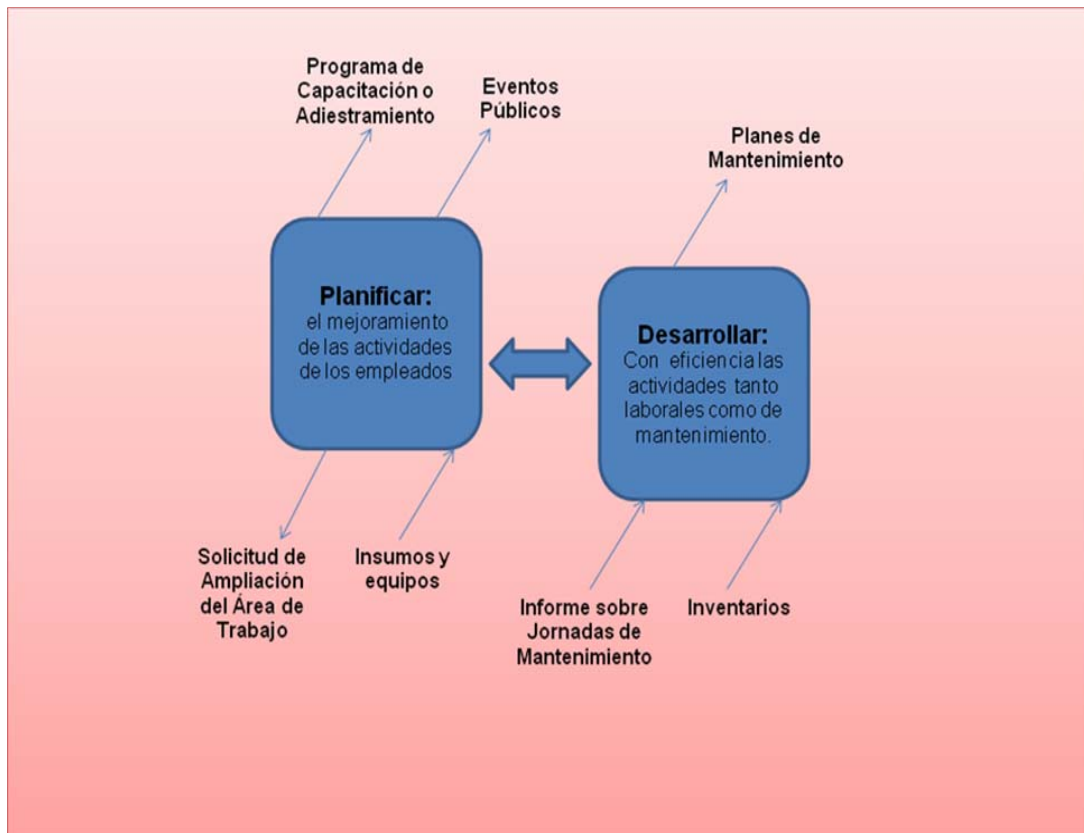 Programa de
Capacitación o
Adiestramiento
Eventos
Públicos
Planes de
Mantenimiento
Planificar:
el mejoramiento
de las actividades
de los empleados
Desarrollar:
Con eficiencia las
actividades tanto
laborales como de
mantenimiento.
Solicitud de
Ampliación
del Área de
Trabajo
Insumos y
equipos
Informe sobre
Jornadas de
Mantenimiento
Inventarios